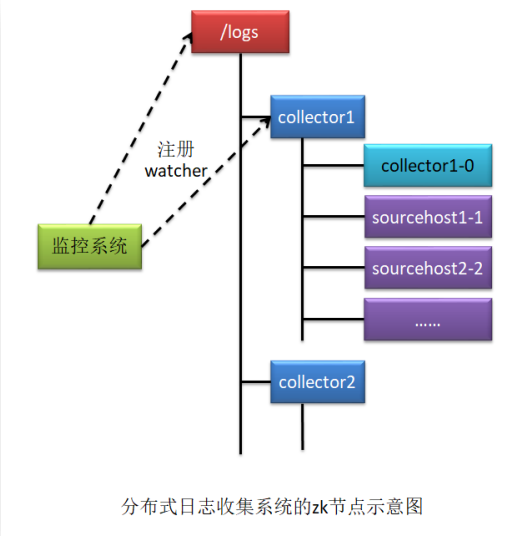 /logs
collector1
注册
watcher
collector1-0
sourcehost1-1
监控系统
sourcehost2-2
……
collector2
分布式日志收集系统的zk节点示意图